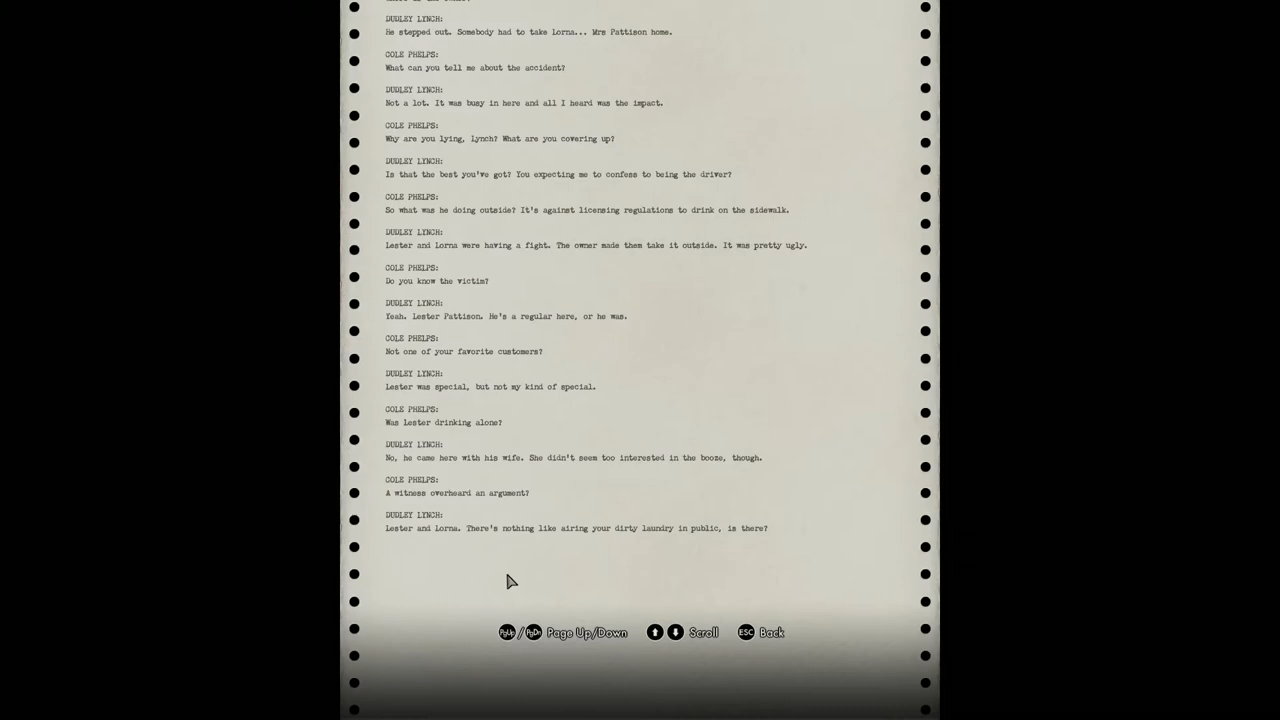 DUDLEY LYNCH:
He stepped out. Somebody had to take Lorna... Mrs Pattison home.
COLE PHELPS:
What can you tell me about the accident?
DUDLEY LYNCH:
Not a lot. It was busy in here and all I heard was the impact.
COLE PHELPS:
Why are you lying, lynch? What are you covering up?
DUDLEY LYNCH:
Is that the best you've got? You expecting me to confess to being the driver?
COLE PHELPS:
So what was he doing outside? It's against licensing regulations to drink on the sidewalk.
DUDLEY LYNCH:
Lester and Lorna were having a fight. The owner made them take it outside. It was pretty ugly.
COLE PHELPS:
Do you know the victim?
DUDLEY LYNCH:
Yeah. Lester Pattison. He's a regular here, or he was.
COLE PHELPS:
Not one of your favorite customers?
DUDLEY LYNCH:
Lester was special, but not my kind of special.
COLE PHELPS:
Was Lester drinking alone?
DUDLEY LYNCH:
No, he came here with his wife. She didn't seem too interested in the booze, though.
COLE PHELPS:
A witness overheard an argument?
DUDLEY LYNCH:
Lester and Lorna. There's nothing like airing your dirty laundry in public, is there?
PgUp / PgDn Page Up/Down Scroll ESC Back